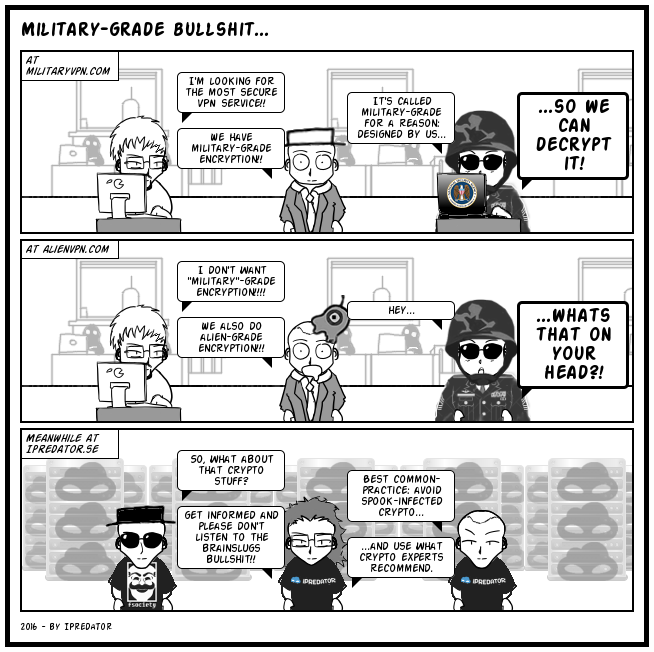 MILITARY-GRADE BULLSHIT...
AT
MILITARYVPN.COM
I'M LOOKING FOR
THE MOST SECURE
VPN SERVICE!!
WE HAVE
MILITARY-GRADE
ENCRYPTION!!
IT'S CALLED
MILITARY-GRADE
FOR A REASON:
DESIGNED BY US...
...SO WE
CAN
DECRYPT
IT!
AT ALIENVPN.COM
I DON'T WANT
"MILITARY"-GRADE
ENCRYPTION!!!!
WE ALSO DO
ALIEN-GRADE
ENCRYPTION!!!
HEY...
...WHATS
THAT ON
YOUR
HEAD?!
MEANWHILE AT
IPREDATOR.SE
SO, WHAT ABOUT
THAT CRYPTO
STUFF?
GET INFORMED AND
PLEASE DON'T
LISTEN TO THE
BRAINSLUGS
BULLSHIT!!
BEST COMMON-
PRACTICE: AVOID
SPOOK-INFECTED
CRYPTO...
...AND USE WHAT
CRYPTO EXPERTS
RECOMMEND.
fsociety
IPREDATOR
IPREDATOR
2016 - BY IPREDATOR